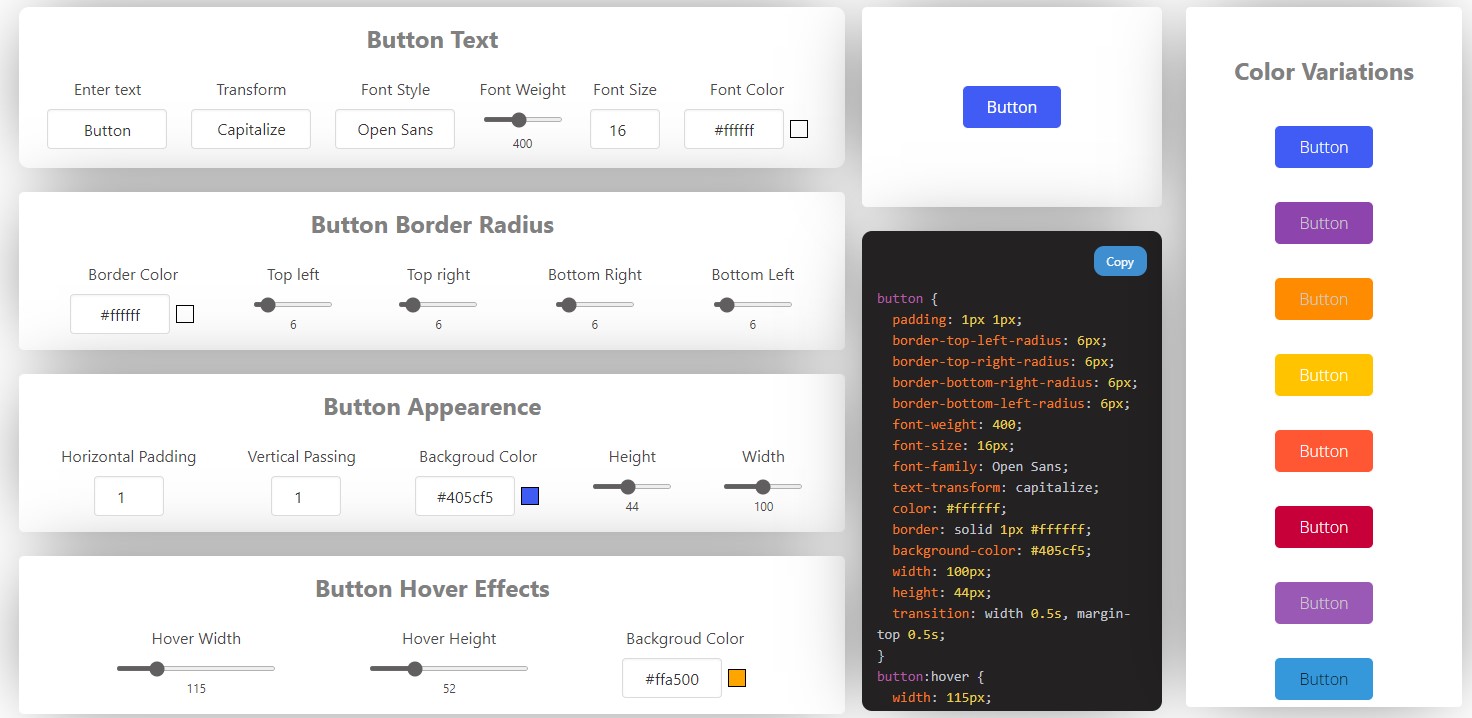 Button Text
Enter text
Transform
Font Style
Font Weight
Font Size
Font Color
Button
Capitalize
Open Sans
400
16
#ffffff
Button Border Radius
Border Color
Top left
Top right
Bottom Right
Bottom Left
#ffffff
6
6
6
6
Button Appearence
Horizontal Padding
Vertical Passing
Backgroud Color
Height
Width
1
1
#405cf5
44
100
Button Hover Effects
Hover Width
Hover Height
Backgroud Color
115
52
#ffa500
Button
Copy
button {
padding: 1px 1px;
border-top-left-radius: 6px;
border-top-right-radius: 6px;
border-bottom-right-radius: 6px;
border-bottom-left-radius: 6px;
font-weight: 400;
font-size: 16px;
font-family: Open Sans;
text-transform: capitalize;
color: #ffffff;
border: solid 1px #ffffff;
background-color: #405cf5;
width: 100px;
height: 44px;
transition: width 0.5s, margin-
top 0.5s;
}
button:hover {
width: 115px;
Color Variations
Button
Button
Button
Button
Button
Button
Button
Button